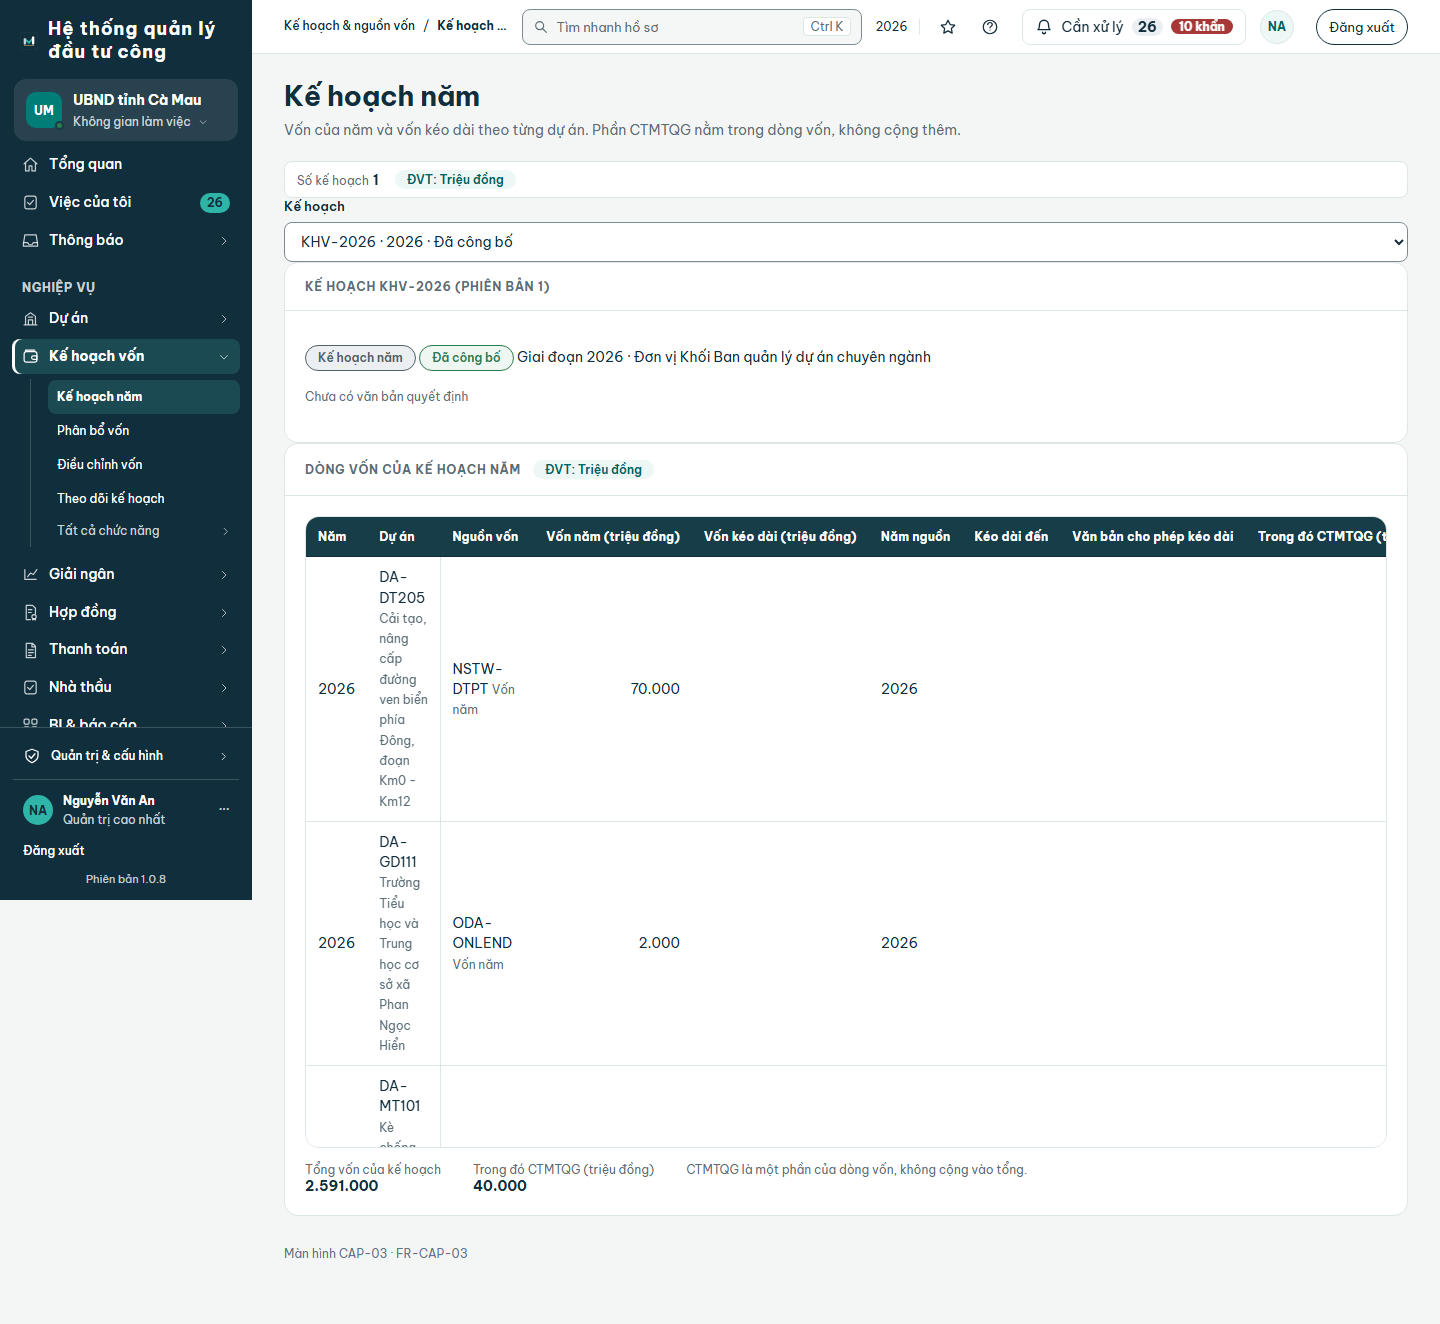 Hệ thống quản lý
đầu tư công
UM
UBND tỉnh Cà Mau
Không gian làm việc
Tổng quan
Việc của tôi 26
Thông báo
NGHIỆP VỤ
Dự án
Kế hoạch vốn
Kế hoạch năm
Phân bổ vốn
Điều chỉnh vốn
Theo dõi kế hoạch
Tất cả chức năng
Giải ngân
Hợp đồng
Thanh toán
Nhà thầu
BI & báo cáo
Quản trị & cấu hình
NA
Nguyễn Văn An
Quản trị cao nhất
...
Đăng xuất
Phiên bản 1.0.8
Kế hoạch & nguồn vốn / Kế hoạch ... Tìm nhanh hồ sơ Ctrl K 2026 Cần xử lý 26 10 khẩn NA Đăng xuất
Kế hoạch năm
Vốn của năm và vốn kéo dài theo từng dự án. Phần CTMTQG nằm trong dòng vốn, không cộng thêm.
Số kế hoạch 1 ĐVT: Triệu đồng
Kế hoạch
KHV-2026 · 2026 · Đã công bố
KẾ HOẠCH KHV-2026 (PHIÊN BẢN 1)
Kế hoạch năm Đã công bố Giai đoạn 2026 · Đơn vị Khối Ban quản lý dự án chuyên ngành
Chưa có văn bản quyết định
DÒNG VỐN CỦA KẾ HOẠCH NĂM ĐVT: Triệu đồng
Năm Dự án Nguồn vốn Vốn năm (triệu đồng) Vốn kéo dài (triệu đồng) Năm nguồn Kéo dài đến Văn bản cho phép kéo dài Trong đó CTMTQG (t
2026
DA-
DT205
Cải tạo,
nâng
cấp
đường
ven biển
phía
Đông,
đoạn
Km0 -
Km12
NSTW-
DTPT Vốn
năm
70.000
2026
2026
DA-
GD111
Trường
Tiểu
học và
Trung
học cơ
sở xã
Phan
Ngọc
Hiển
ODA-
ONLEND
Vốn năm
2.000
2026
DA-
MT101
Kè
chống
Tổng vốn của kế hoạch
2.591.000
Trong đó CTMTQG (triệu đồng)
40.000
CTMTQG là một phần của dòng vốn, không cộng vào tổng.
Màn hình CAP-03 · FR-CAP-03